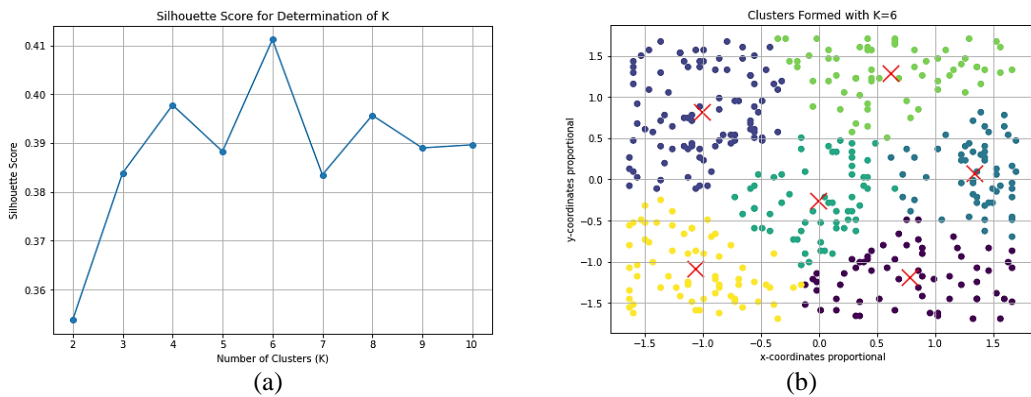 Silhouette Score for Determination of K
Silhouette Score
0.41
0.40
0.39
0.38
0.37
0.36
2 3 4 5 6 7 8 9 10
Number of Clusters (K)
(a)
Clusters Formed with K=6
y-coordinates proportional
1.5
1.0
0.5
0.0
−0.5
−1.0
−1.5
−1.5 −1.0 −0.5 0.0 0.5 1.0 1.5
x-coordinates proportional
(b)